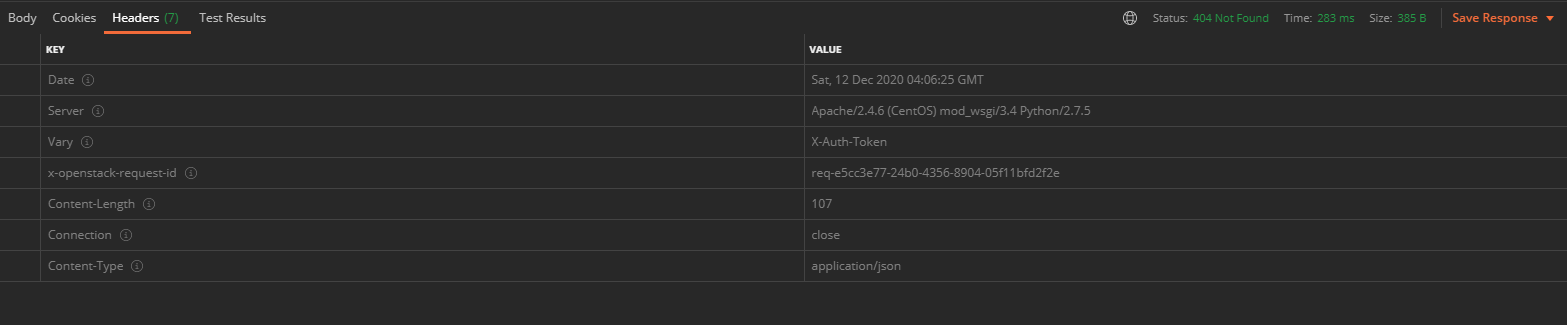 Body Cookies Headers (7) Test Results Status: 404 Not Found Time: 283 ms Size: 385 B Save Response
KEY VALUE
Date Sat, 12 Dec 2020 04:06:25 GMT
Server Apache/2.4.6 (CentOS) mod_wsgi/3.4 Python/2.7.5
Vary X-Auth-Token
x-openstack-request-id req-e5cc3e77-24b0-4356-8904-05f11bfd2f2e
Content-Length 107
Connection close
Content-Type application/json